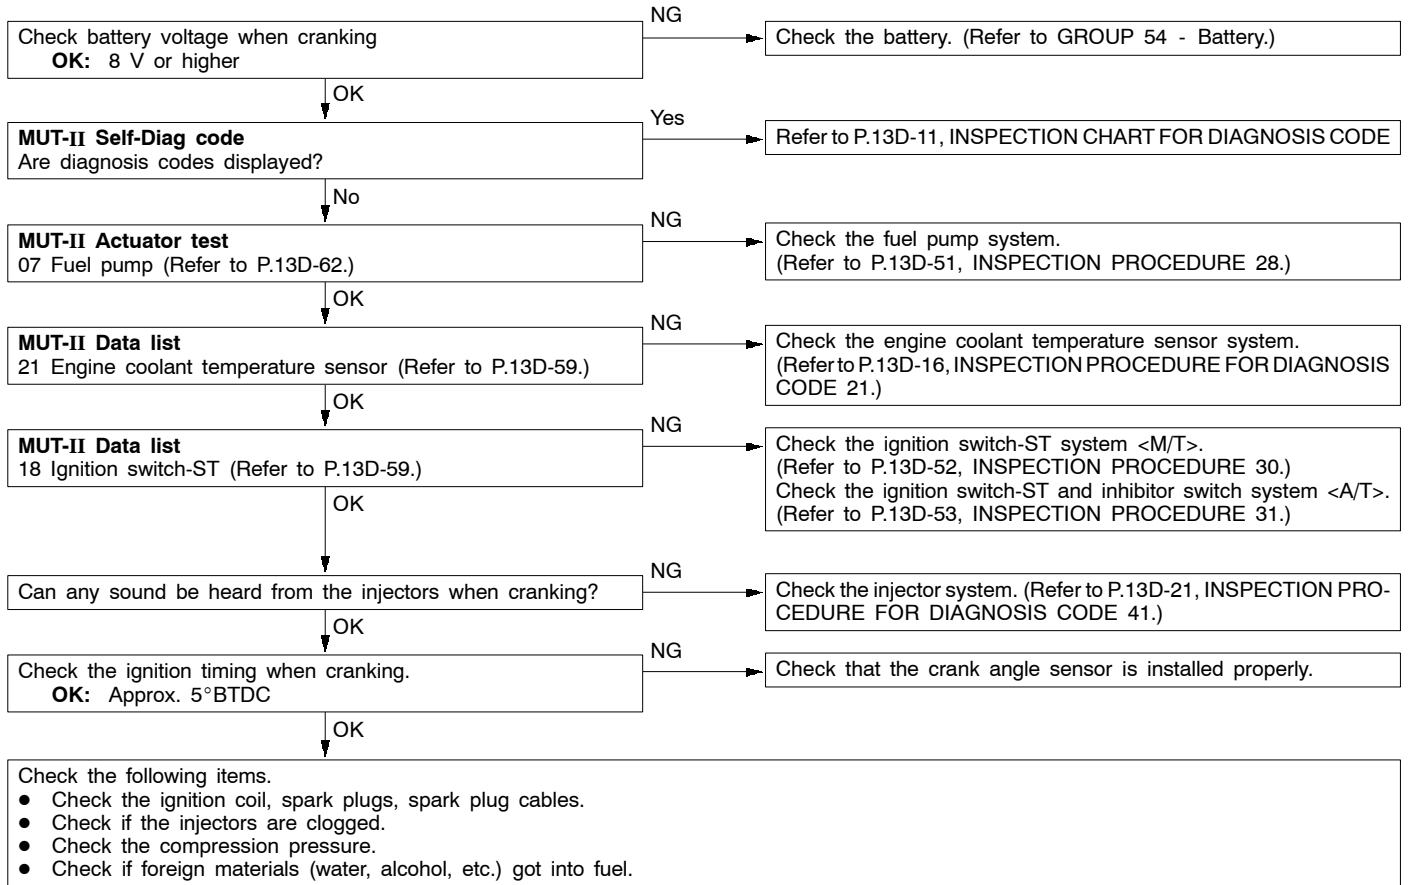 Check battery voltage when cranking
OK: 8 V or higher
NG
Check the battery. (Refer to GROUP 54 - Battery.)
OK
MUT-II Self-Diag code
Are diagnosis codes displayed?
Yes
Refer to P.13D-11, INSPECTION CHART FOR DIAGNOSIS CODE
No
MUT-II Actuator test
07 Fuel pump (Refer to P.13D-62.)
NG
Check the fuel pump system.
(Refer to P.13D-51, INSPECTION PROCEDURE 28.)
OK
MUT-II Data list
21 Engine coolant temperature sensor (Refer to P.13D-59.)
NG
Check the engine coolant temperature sensor system.
(Refer to P.13D-16, INSPECTION PROCEDURE FOR DIAGNOSIS
CODE 21.)
OK
MUT-II Data list
18 Ignition switch-ST (Refer to P.13D-59.)
NG
Check the ignition switch-ST system <M/T>.
(Refer to P.13D-52, INSPECTION PROCEDURE 30.)
Check the ignition switch-ST and inhibitor switch system <A/T>.
(Refer to P.13D-53, INSPECTION PROCEDURE 31.)
OK
Can any sound be heard from the injectors when cranking?
NG
Check the injector system. (Refer to P.13D-21, INSPECTION PRO-
CEDURE FOR DIAGNOSIS CODE 41.)
OK
Check the ignition timing when cranking.
OK: Approx. 5°BTDC
NG
Check that the crank angle sensor is installed properly.
OK
Check the following items.
● Check the ignition coil, spark plugs, spark plug cables.
● Check if the injectors are clogged.
● Check the compression pressure.
● Check if foreign materials (water, alcohol, etc.) got into fuel.